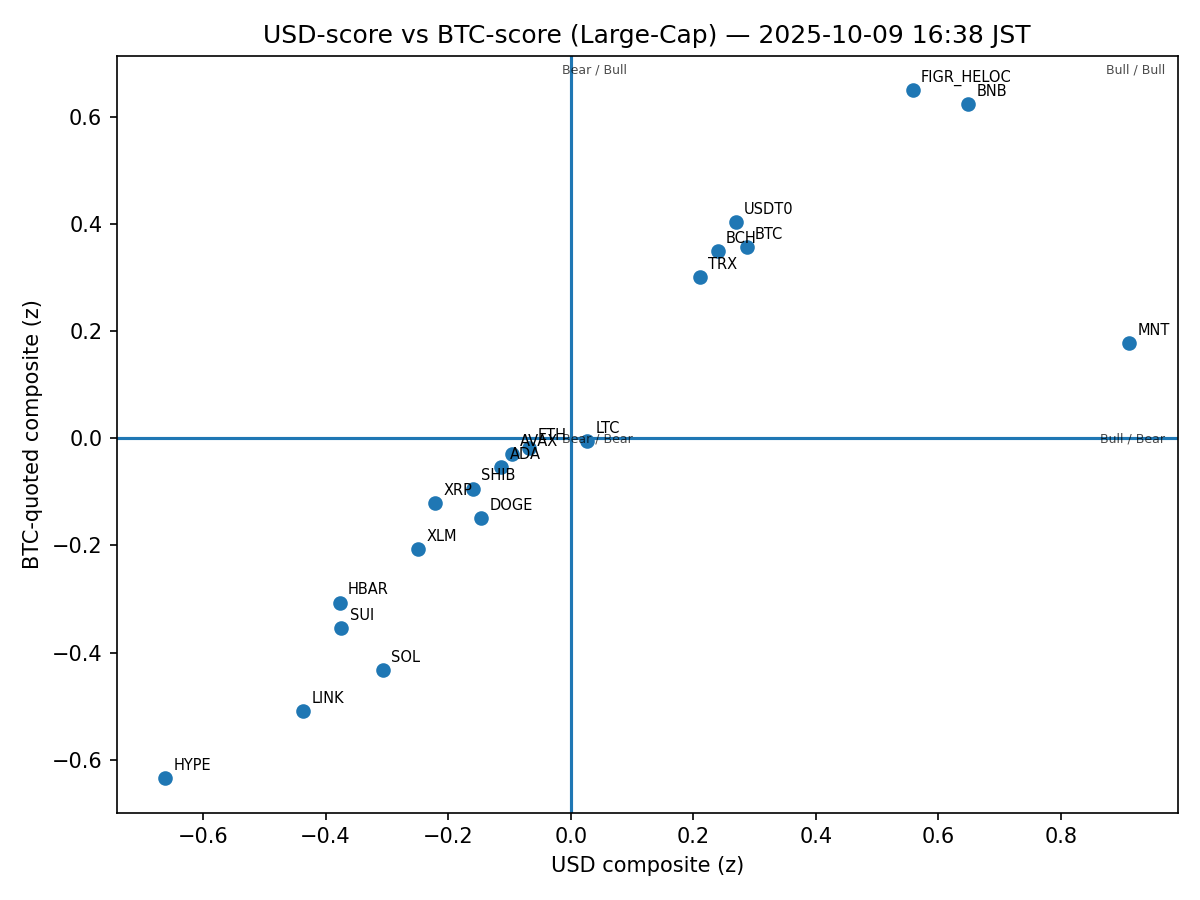 USD-score vs BTC-score (Large-Cap) — 2025-10-09 16:38 JST
Bear / Bull
Bull / Bull
FIGR_HELOC
BNB
USDT0
BTC
BCH
TRX
MNT
LTC
ETH
Bear / Bear
Bull / Bear
AVAX
ADA
SHIB
XRP
DOGE
XLM
HBAR
SUI
SOL
LINK
HYPE
0.6
0.4
0.2
0.0
−0.2
−0.4
−0.6
BTC-quoted composite (z)
−0.6
−0.4
−0.2
0.0
0.2
0.4
0.6
0.8
USD composite (z)